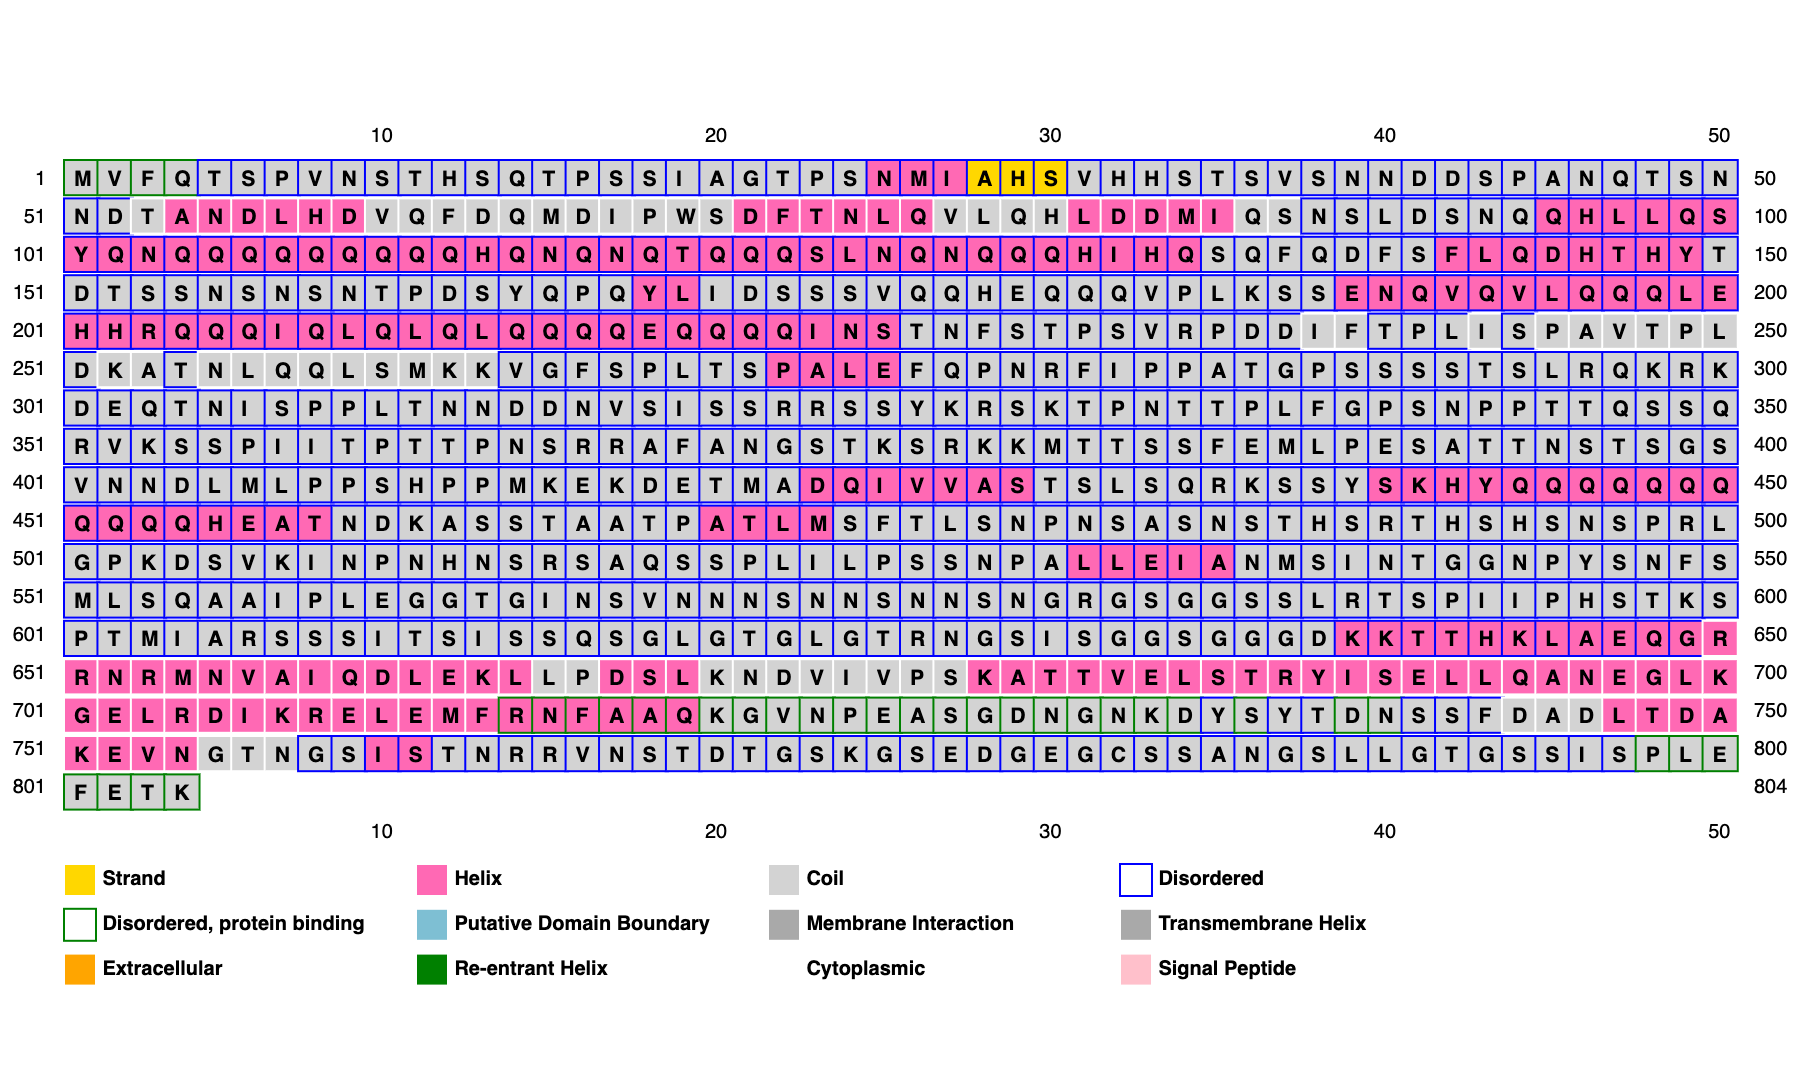 10 20 30 40 50
1 M V F Q T S P V N S T H S Q T P S S I A G T P S N M I A H S V H H S T S V S N N D D S P A N Q T S N 50
51 N D T A N D L H D V Q F D Q M D I P W S D F T N L Q V L Q H L D D M I Q S N S L D S N Q Q H L L Q S 100
101 Y Q N Q Q Q Q Q Q Q Q Q H Q N Q N Q T Q Q Q S L N Q N Q Q Q H I H Q S Q F Q D F S F L Q D H T H Y T 150
151 D T S S N S N S N T P D S Y Q P Q Y L I D S S S V Q Q H E Q Q Q V P L K S S E N Q V Q V L Q Q Q L E 200
201 H H R Q Q Q I Q L Q L Q L Q Q Q Q E Q Q Q Q I N S T N F S T P S V R P D D I F T P L I S P A V T P L 250
251 D K A T N L Q Q L S M K K V G F S P L T S P A L E F Q P N R F I P P A T G P S S S S T S L R Q K R K 300
301 D E Q T N I S P P L T N N D D N V S I S S R R S S Y K R S K T P N T T P L F G P S N P P T T Q S S Q 350
351 R V K S S P I I T P T T P N S R R A F A N G S T K S R K K M T T S S F E M L P E S A T T N S T S G S 400
401 V N N D L M L P P S H P P M K E K D E T M A D Q I V V A S T S L S Q R K S S Y S K H Y Q Q Q Q Q Q Q 450
451 Q Q Q Q H E A T N D K A S S T A A T P A T L M S F T L S N P N S A S N S T H S R T H S H S N S P R L 500
501 G P K D S V K I N P N H N S R S A Q S S P L I L P S S N P A L L E I A N M S I N T G G N P Y S N F S 550
551 M L S Q A A I P L E G G T G I N S V N N N S N N S N N S N G R G S G G S S L R T S P I I P H S T K S 600
601 P T M I A R S S S I T S I S S Q S G L G T G L G T R N G S I S G G S G G G D K K T T H K L A E Q G R 650
651 R N R M N V A I Q D L E K L L P D S L K N D V I V P S K A T T V E L S T R Y I S E L L Q A N E G L K 700
701 G E L R D I K R E L E M F R N F A A Q K G V N P E A S G D N G N K D Y S Y T D N S S F D A D L T D A 750
751 K E V N G T N G S I S T N R R V N S T D T G S K G S E D G E G C S S A N G S L L G T G S S I S P L E 800
801 F E T K 804
10 20 30 40 50
Strand Helix Coil Disordered
Disordered, protein binding Putative Domain Boundary Membrane Interaction Transmembrane Helix
Extracellular Re-entrant Helix Cytoplasmic Signal Peptide